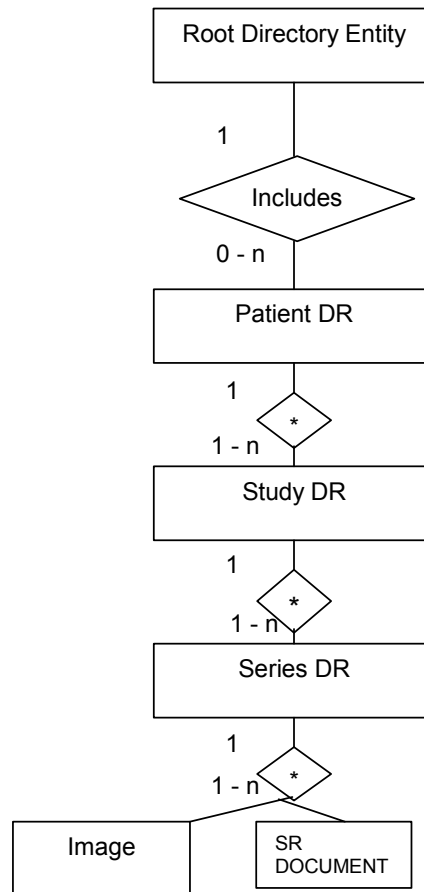 Root Directory Entity
1
Includes
0 - n
Patient DR
1
*
1 - n
Study DR
1
*
1 - n
Series DR
1
*
1 - n
Image
SR
DOCUMENT